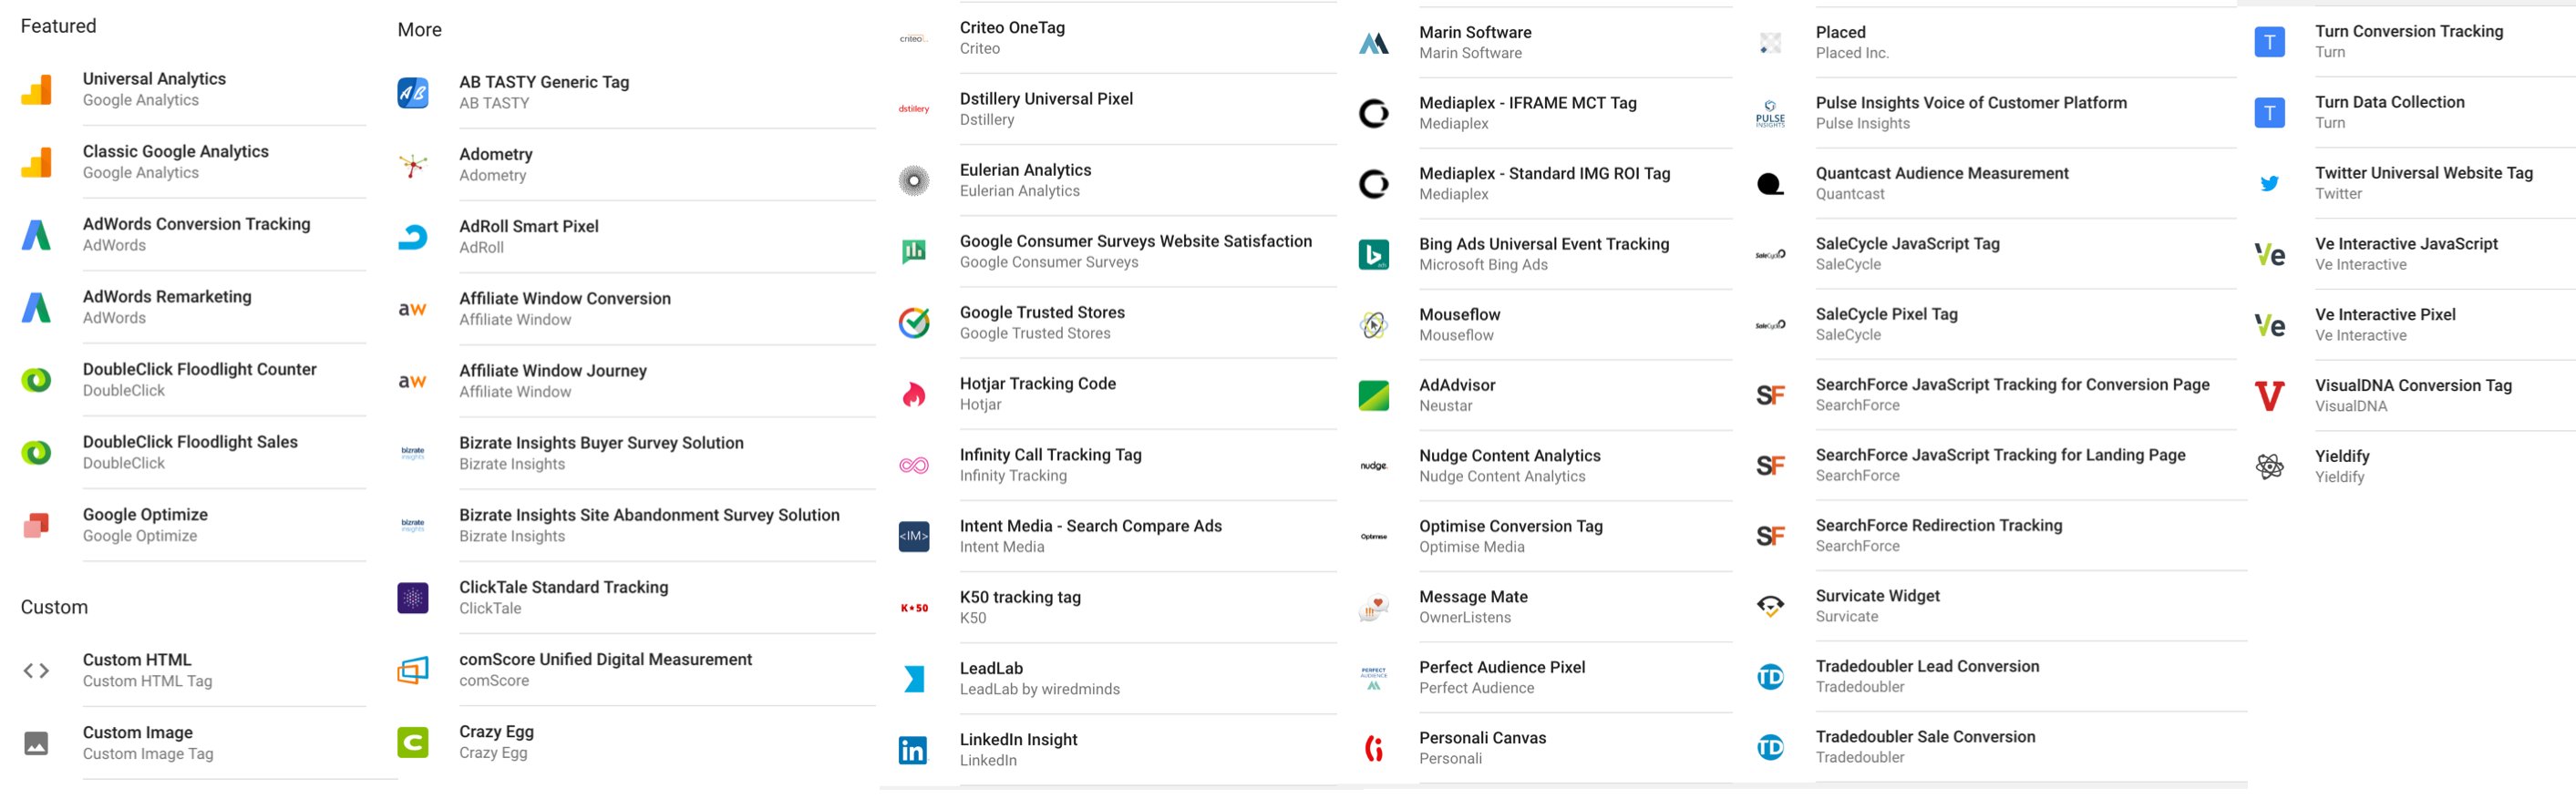 Featured
Universal Analytics
Google Analytics
Classic Google Analytics
Google Analytics
AdWords Conversion Tracking
AdWords
AdWords Remarketing
AdWords
DoubleClick Floodlight Counter
DoubleClick
DoubleClick Floodlight Sales
DoubleClick
Google Optimize
Google Optimize
Custom
Custom HTML
Custom HTML Tag
Custom Image
Custom Image Tag
More
AB
AB TASTY Generic Tag
AB TASTY
Adometry
Adometry
AdRoll Smart Pixel
AdRoll
aw
Affiliate Window Conversion
Affiliate Window
aw
Affiliate Window Journey
Affiliate Window
bizrate insights
Bizrate Insights Buyer Survey Solution
Bizrate Insights
bizrate insights
Bizrate Insights Site Abandonment Survey Solution
Bizrate Insights
ClickTale Standard Tracking
ClickTale
comScore Unified Digital Measurement
comScore
C
Crazy Egg
Crazy Egg
criteo
Criteo OneTag
Criteo
dstillery
Dstillery Universal Pixel
Dstillery
Eulerian Analytics
Eulerian Analytics
Google Consumer Surveys Website Satisfaction
Google Consumer Surveys
Google Trusted Stores
Google Trusted Stores
Hotjar Tracking Code
Hotjar
Infinity Call Tracking Tag
Infinity Tracking
<IM>
Intent Media - Search Compare Ads
Intent Media
K•50
K50 tracking tag
K50
LeadLab
LeadLab by wiredminds
in
LinkedIn Insight
LinkedIn
Marin Software
Marin Software
Mediaplex - IFRAME MCT Tag
Mediaplex
Mediaplex - Standard IMG ROI Tag
Mediaplex
b
ads
Bing Ads Universal Event Tracking
Microsoft Bing Ads
Mouseflow
Mouseflow
AdAdvisor
Neustar
nudge.
Nudge Content Analytics
Nudge Content Analytics
Optimise
Optimise Conversion Tag
Optimise Media
Message Mate
OwnerListens
PERFECT AUDIENCE
Perfect Audience Pixel
Perfect Audience
Personali Canvas
Personali
Placed
Placed Inc.
PULSE INSIGHTS
Pulse Insights Voice of Customer Platform
Pulse Insights
Quantcast Audience Measurement
Quantcast
SaleCycle
SaleCycle JavaScript Tag
SaleCycle
SaleCycle
SaleCycle Pixel Tag
SaleCycle
SF
SearchForce JavaScript Tracking for Conversion Page
SearchForce
SF
SearchForce JavaScript Tracking for Landing Page
SearchForce
SF
SearchForce Redirection Tracking
SearchForce
Survicate Widget
Survicate
TD
Tradedoubler Lead Conversion
Tradedoubler
TD
Tradedoubler Sale Conversion
Tradedoubler
T
Turn Conversion Tracking
Turn
T
Turn Data Collection
Turn
Twitter Universal Website Tag
Twitter
Ve
Ve Interactive JavaScript
Ve Interactive
Ve
Ve Interactive Pixel
Ve Interactive
V
VisualDNA Conversion Tag
VisualDNA
Yieldify
Yieldify